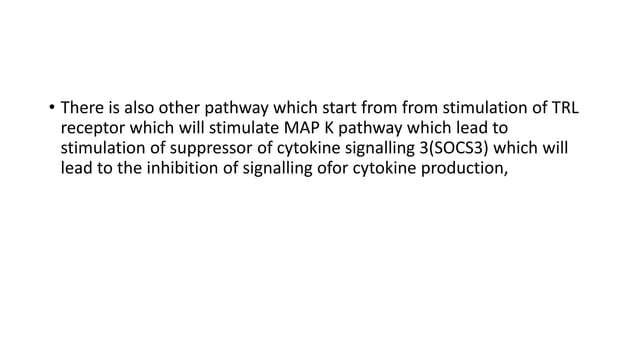 • There is also other pathway which start from from stimulation of TRL
receptor which will stimulate MAP K pathway which lead to
stimulation of suppressor of cytokine signalling 3(SOCS3) which will
lead to the inhibition of signalling ofor cytokine production,